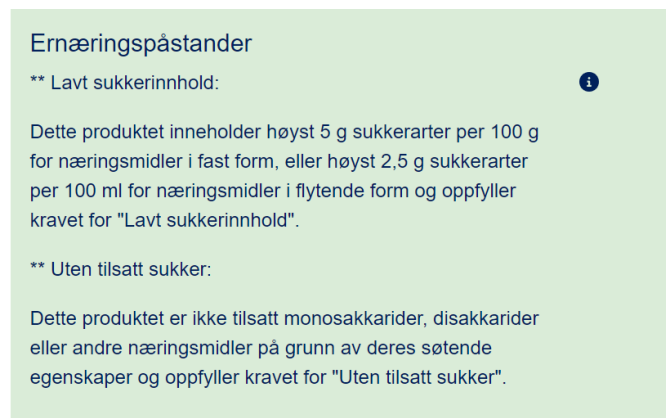 Ernæringspåstander
** Lavt sukkerinnhold:
Dette produktet inneholder høyst 5 g sukkerarter per 100 g
for næringsmidler i fast form, eller høyst 2,5 g sukkerarter
per 100 ml for næringsmidler i flytende form og oppfyller
kravet for "Lavt sukkerinnhold".
** Uten tilsatt sukker:
Dette produktet er ikke tilsatt monosakkarider, disakkarider
eller andre næringsmidler på grunn av deres søtende
egenskaper og oppfyller kravet for "Uten tilsatt sukker".